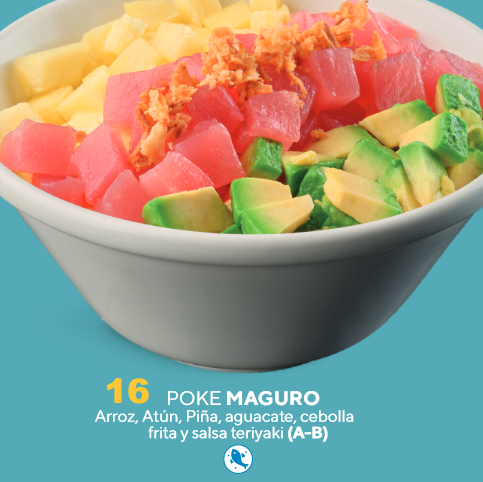 16 POKE MAGURO
Arroz, Atún, Piña, aguacate, cebolla
frita y salsa teriyaki (A-B)